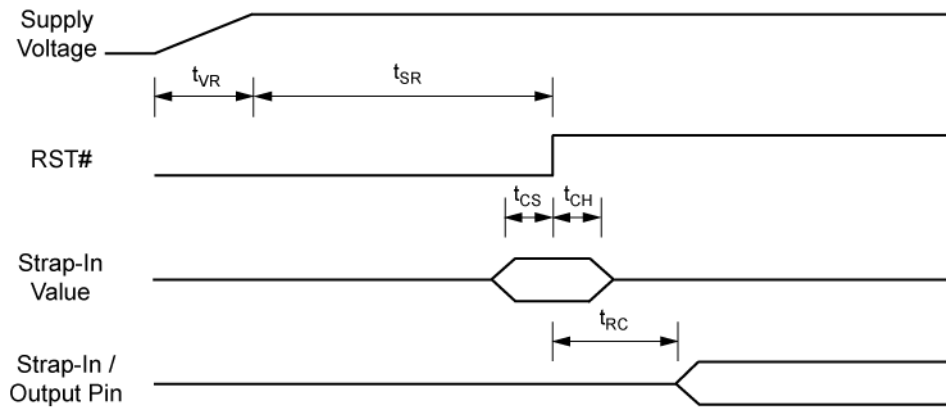 Supply
Voltage
tVR
tSR
RST#
tCS
tCH
Strap-In
Value
tRC
Strap-In /
Output Pin